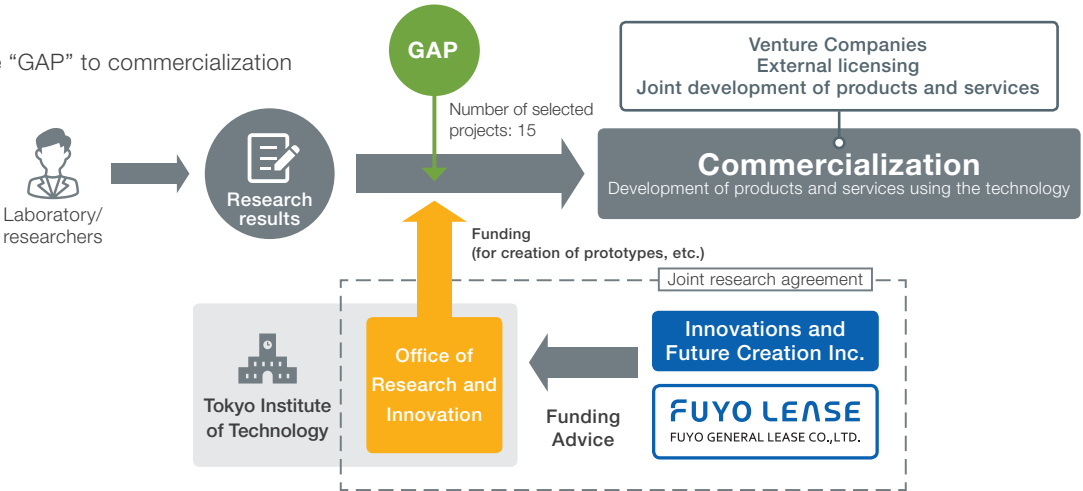 “GAP” to commercialization
GAP
Number of selected
projects: 15
Venture Companies
External licensing
Joint development of products and services
Commercialization
Development of products and services using the technology
Laboratory/
researchers
Research
results
Funding
(for creation of prototypes, etc.)
Joint research agreement
Tokyo Institute
of Technology
Office of
Research and
Innovation
Funding
Advice
Innovations and
Future Creation Inc.
FUYO LEASE
FUYO GENERAL LEASE CO.,LTD.